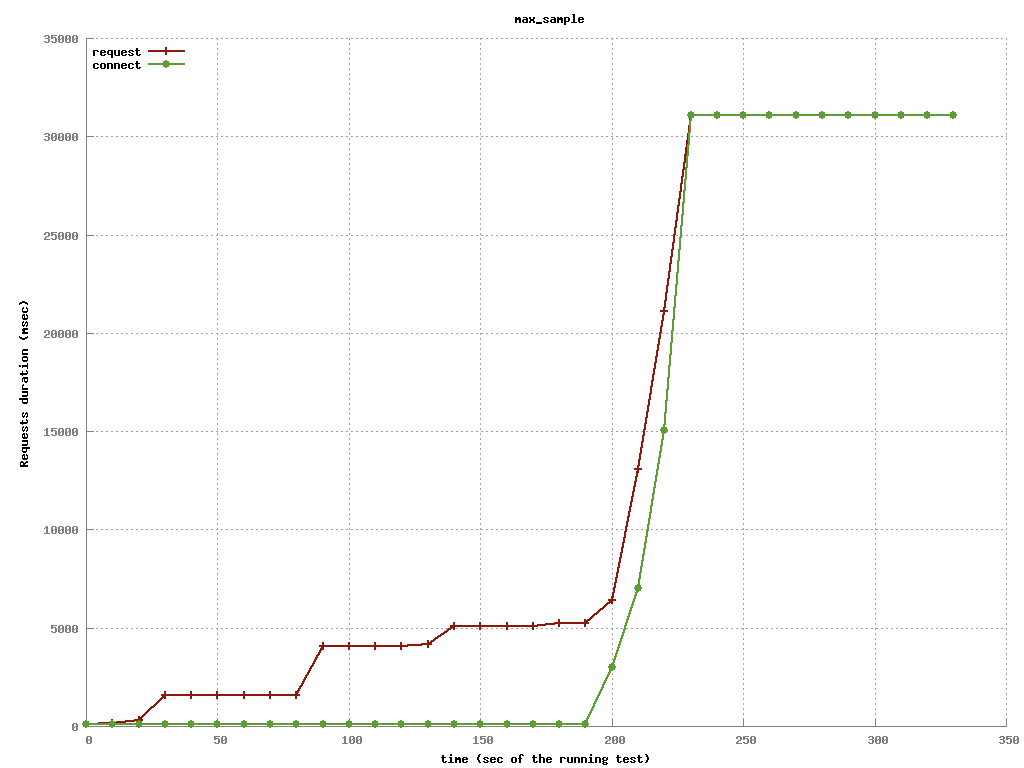 max_sample
35000
request
connect
30000
25000
20000
15000
10000
5000
0
Requests duration (msec)
0 50 100 150 200 250 300 350
time (sec of the running test)